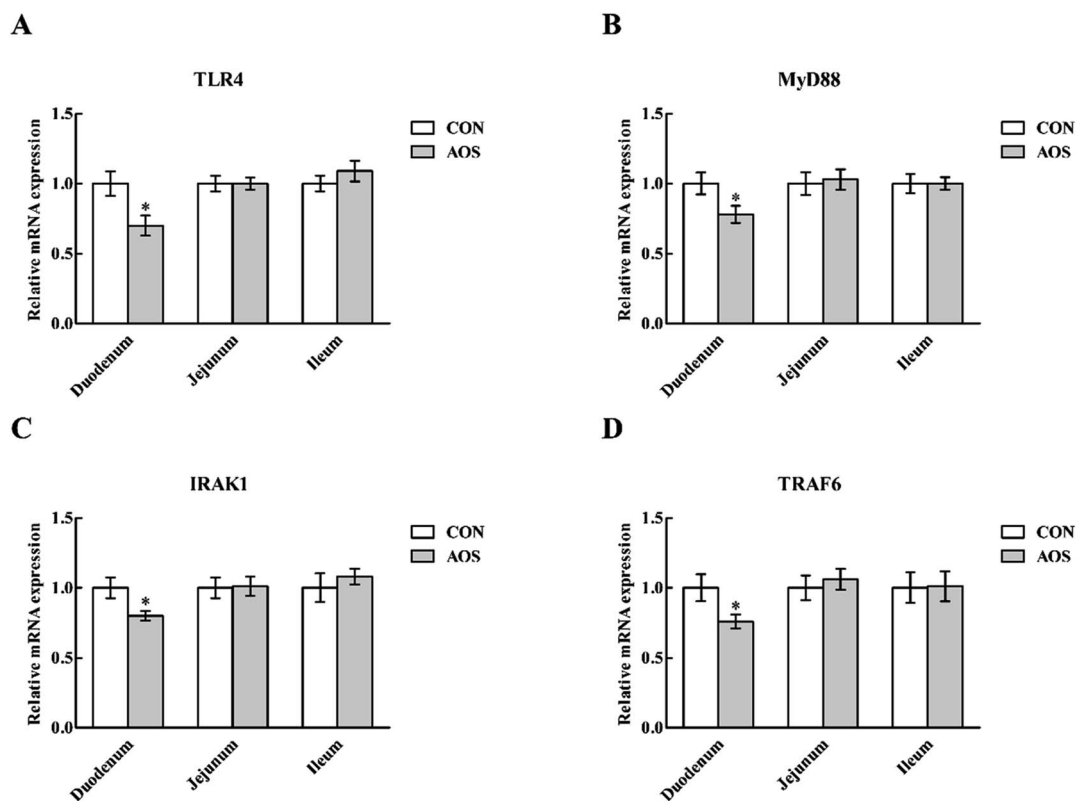 A
TLR4
Relative mRNA expression
1.5
1.0
0.5
0.0
*
CON
AOS
Duodenum
Jejunum
Ileum
B
MyD88
Relative mRNA expression
1.5
1.0
0.5
0.0
*
CON
AOS
Duodenum
Jejunum
Ileum
C
IRAK1
Relative mRNA expression
1.5
1.0
0.5
0.0
*
CON
AOS
Duodenum
Jejunum
Ileum
D
TRAF6
Relative mRNA expression
1.5
1.0
0.5
0.0
*
CON
AOS
Duodenum
Jejunum
Ileum